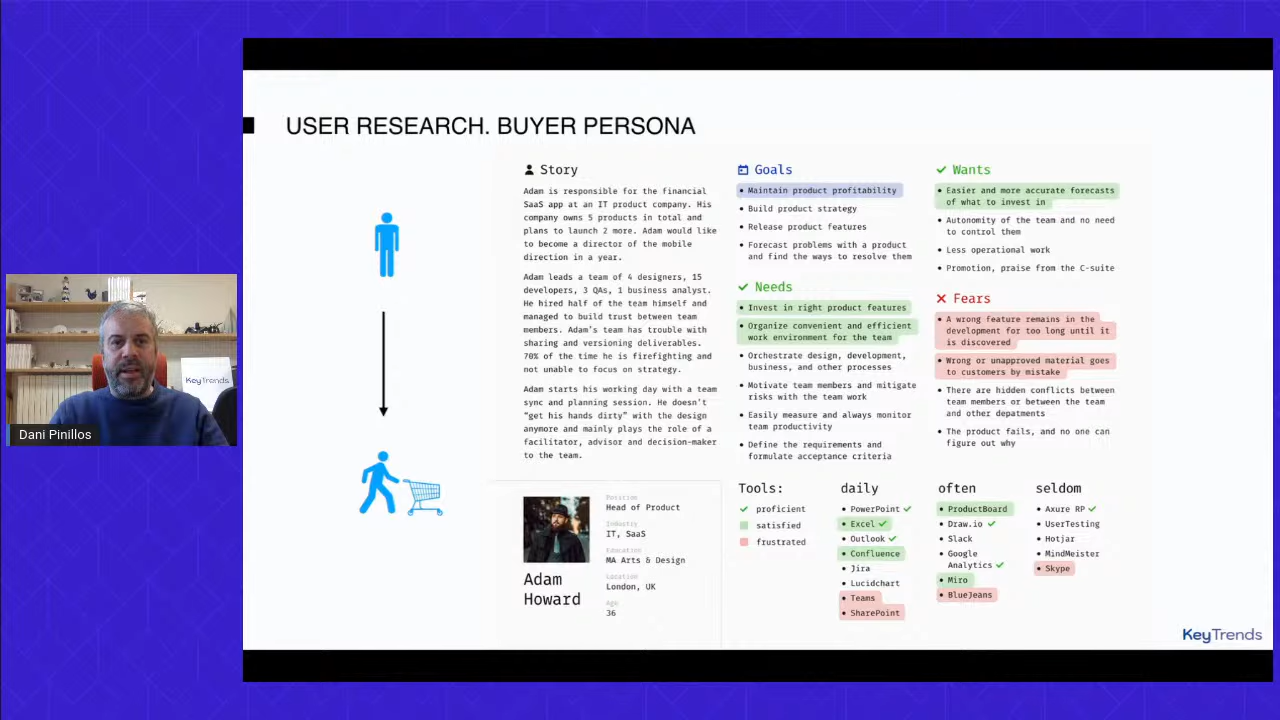 USER RESEARCH. BUYER PERSONA
Story
Adam is responsible for the financial
SaaS app at an IT product company. His
company owns 5 products in total and
plans to launch 2 more. Adam would like
to become a director of the mobile
direction in a year.
Adam leads a team of 4 designers, 15
developers, 3 QAs, 1 business analyst.
He hired half of the team himself and
managed to build trust between team
members. Adam's team has trouble with
sharing and versioning deliverables.
70% of the time he is firefighting and
not unable to focus on strategy.
Adam starts his working day with a team
sync and planning session. He doesn't
"get his hands dirty" with the design
anymore and mainly plays the role of a
facilitator, advisor and decision-maker
to the team.
Goals
• Maintain product profitability
• Build product strategy
• Release product features
• Forecast problems with a product
and find the ways to resolve them
Needs
• Invest in right product features
• Organize convenient and efficient
work environment for the team
• Orchestrate design, development,
business, and other processes
• Motivate team members and mitigate
risks with the team work
• Easily measure and always monitor
team productivity
• Define the requirements and
formulate acceptance criteria
Wants
• Easier and more accurate forecasts
of what to invest in
• Autonomy of the team and no need
to control them
• Less operational work
• Promotion, praise from the C-suite
Fears
• A wrong feature remains in the
development for too long until it
is discovered
• Wrong or unapproved material goes
to customers by mistake
• There are hidden conflicts between
team members or between the team
and other depatments
• The product fails, and no one can
figure out why
Adam
Howard
Position
Head of Product
Industry
IT, SaaS
Education
MA Arts & Design
Location
London, UK
Age
36
Tools:
✓ proficient
satisfied
frustrated
daily
• PowerPoint ✓
• Excel ✓
• Outlook ✓
• Confluence
• Jira
• Lucidchart
• Teams
• SharePoint
often
• ProductBoard
• Draw.io ✓
• Slack
• Google
Analytics ✓
• Miro
• BlueJeans
seldom
• Axure RP ✓
• UserTesting
• Hotjar
• MindMeister
• Skype
KeyTrends
KeyTrends
Dani Pinillos